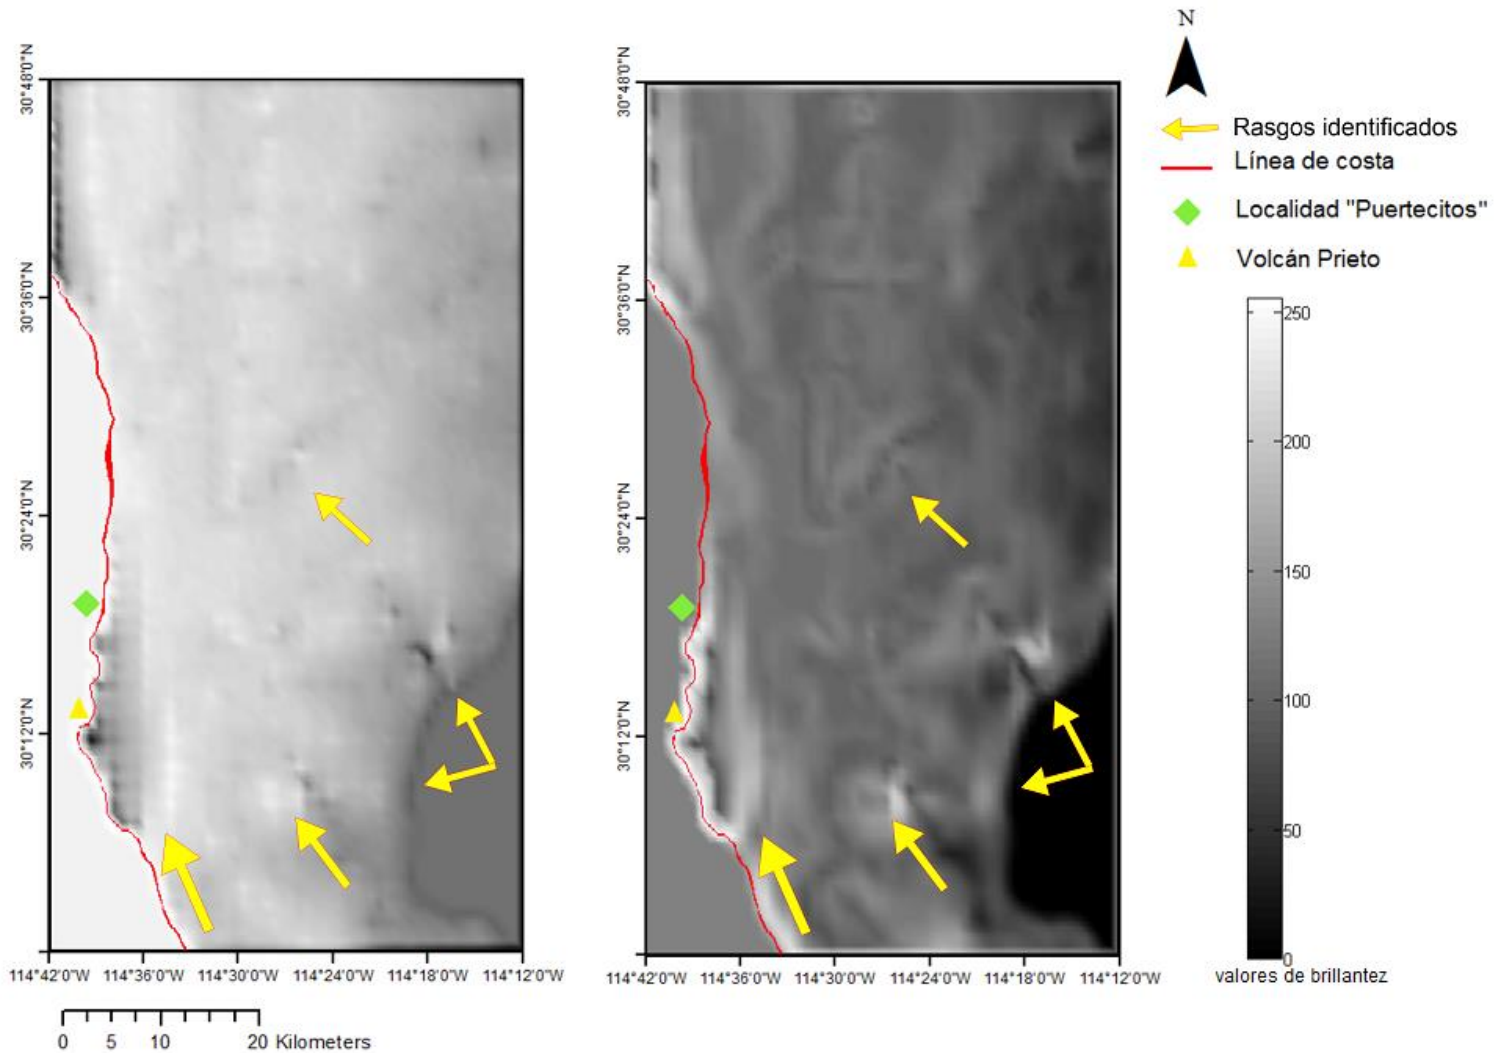 N
Rasgos identificados
Línea de costa
Localidad "Puertecitos"
Volcán Prieto
250
200
150
100
50
0
valores de brillantez
30°48'0"N
30°36'0"N
30°24'0"N
30°12'0"N
114°42'0"W 114°36'0"W 114°30'0"W 114°24'0"W 114°18'0"W 114°12'0"W
30°48'0"N
30°36'0"N
30°24'0"N
30°12'0"N
114°42'0"W 114°36'0"W 114°30'0"W 114°24'0"W 114°18'0"W 114°12'0"W
0 5 10 20 Kilometers